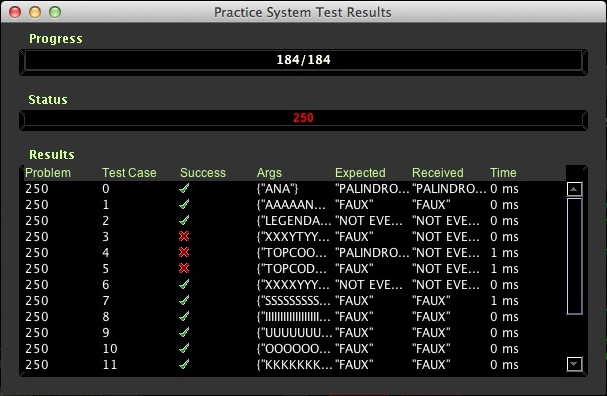 Practice System Test Results
Progress
184/184
Status
250
Results
Problem Test Case Success Args Expected Received Time
250 0 {"ANA"} "PALINDRO... "PALINDRO... 0 ms
250 1 {"AAAAAN... "FAUX" "FAUX" 0 ms
250 2 {"LEGENDA... "NOT EVE... "NOT EVE... 0 ms
250 3 {"XXXYTYY... "FAUX" "NOT EVE... 0 ms
250 4 {"TOPCOO... "PALINDRO... "NOT EVE... 1 ms
250 5 {"TOPCOD... "FAUX" "NOT EVE... 1 ms
250 6 {"XXXXYYY... "NOT EVE... "NOT EVE... 0 ms
250 7 {"SSSSSSSSS... "FAUX" "FAUX" 1 ms
250 8 {"IIIIIIIIIIIIIIIIII... "FAUX" "FAUX" 0 ms
250 9 {"UUUUUUU... "FAUX" "FAUX" 0 ms
250 10 {"OOOOOO... "FAUX" "FAUX" 0 ms
250 11 {"KKKKKKK... "FAUX" "FAUX" 0 ms